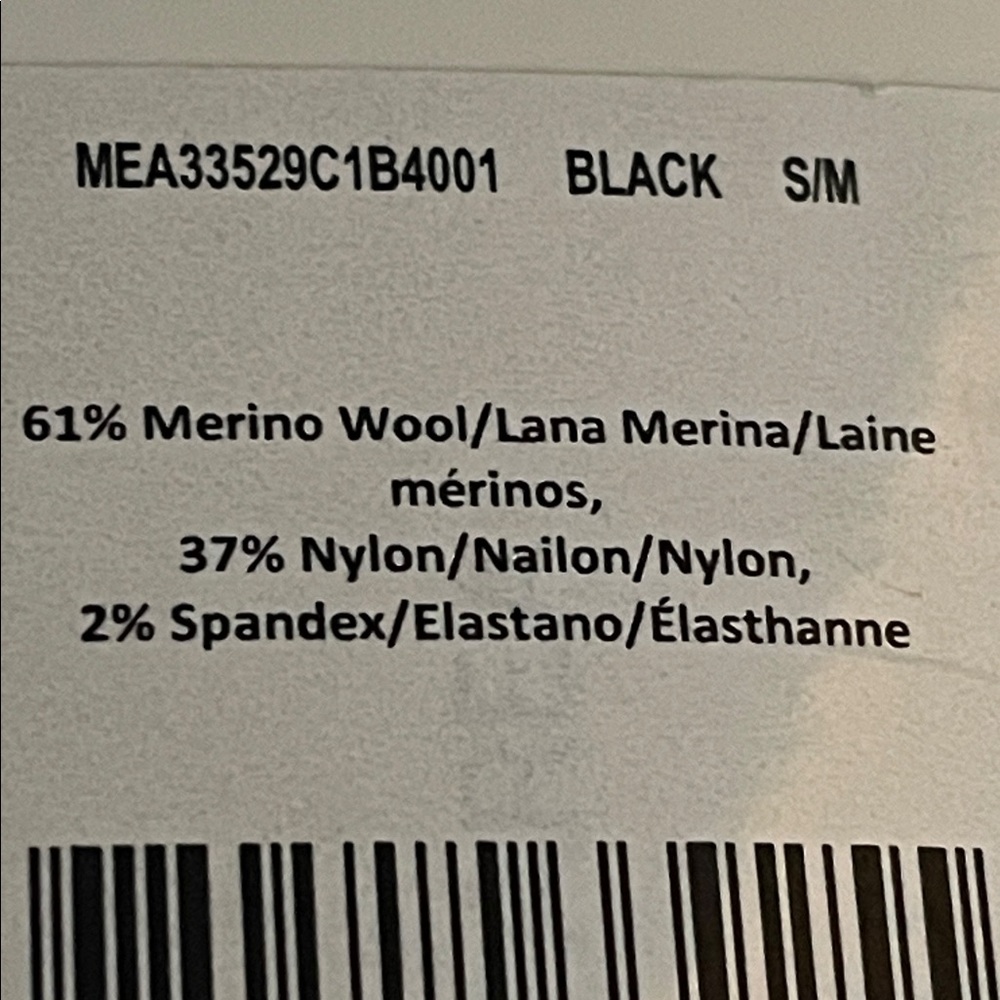 MEA33529C1B4001 BLACK S/M
61% Merino Wool/Lana Merina/Laine
mérinos,
37% Nylon/Nailon/Nylon,
2% Spandex/Elastano/Élasthanne